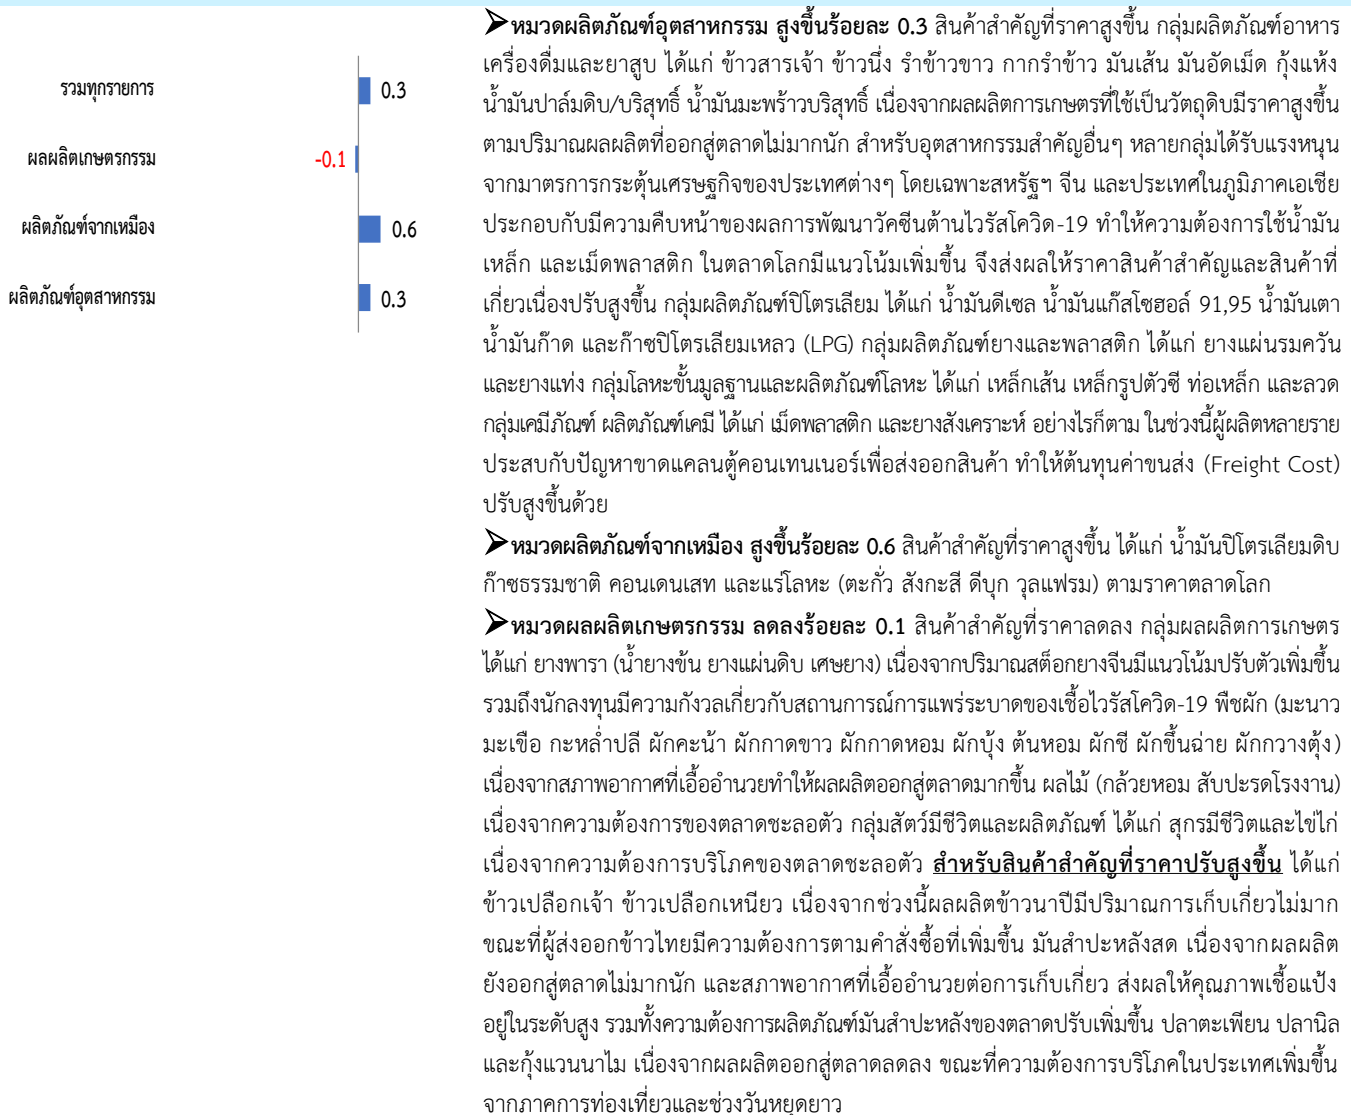 รวมทุกรายการ 0.3
ผลผลิตเกษตรกรรม -0.1
ผลิตภัณฑ์จากเหมือง 0.6
ผลิตภัณฑ์อุตสาหกรรม 0.3
➢หมวดผลิตภัณฑ์อุตสาหกรรม สูงขึ้นร้อยละ 0.3 สินค้าสำคัญที่ราคาสูงขึ้น กลุ่มผลิตภัณฑ์อาหาร
เครื่องดื่มและยาสูบ ได้แก่ ข้าวสารเจ้า ข้าวนึ่ง รำข้าวขาว กากรำข้าว มันเส้น มันอัดเม็ด กุ้งแห้ง
น้ำมันปาล์มดิบ/บริสุทธิ์ น้ำมันมะพร้าวบริสุทธิ์ เนื่องจากผลผลิตการเกษตรที่ใช้เป็นวัตถุดิบมีราคาสูงขึ้น
ตามปริมาณผลผลิตที่ออกสู่ตลาดไม่มากนัก สำหรับอุตสาหกรรมสำคัญอื่นๆ หลายกลุ่มได้รับแรงหนุน
จากมาตรการกระตุ้นเศรษฐกิจของประเทศต่างๆ โดยเฉพาะสหรัฐฯ จีน และประเทศในภูมิภาคเอเชีย
ประกอบกับมีความคืบหน้าของผลการพัฒนาวัคซีนต้านไวรัสโควิด-19 ทำให้ความต้องการใช้น้ำมัน
เหล็ก และเม็ดพลาสติก ในตลาดโลกมีแนวโน้มเพิ่มขึ้น จึงส่งผลให้ราคาสินค้าสำคัญและสินค้าที่
เกี่ยวเนื่องปรับสูงขึ้น กลุ่มผลิตภัณฑ์ปิโตรเลียม ได้แก่ น้ำมันดีเซล น้ำมันแก๊สโซฮอล์ 91,95 น้ำมันเตา
น้ำมันก๊าด และก๊าซปิโตรเลียมเหลว (LPG) กลุ่มผลิตภัณฑ์ยางและพลาสติก ได้แก่ ยางแผ่นรมควัน
และยางแท่ง กลุ่มโลหะขั้นมูลฐานและผลิตภัณฑ์โลหะ ได้แก่ เหล็กเส้น เหล็กรูปตัวซี ท่อเหล็ก และลวด
กลุ่มเคมีภัณฑ์ ผลิตภัณฑ์เคมี ได้แก่ เม็ดพลาสติก และยางสังเคราะห์ อย่างไรก็ตาม ในช่วงนี้ผู้ผลิตหลายราย
ประสบกับปัญหาขาดแคลนตู้คอนเทนเนอร์เพื่อส่งออกสินค้า ทำให้ต้นทุนค่าขนส่ง (Freight Cost)
ปรับสูงขึ้นด้วย
➢หมวดผลิตภัณฑ์จากเหมือง สูงขึ้นร้อยละ 0.6 สินค้าสำคัญที่ราคาสูงขึ้น ได้แก่ น้ำมันปิโตรเลียมดิบ
ก๊าซธรรมชาติ คอนเดนเสท และแร่โลหะ (ตะกั่ว สังกะสี ดีบุก วุลแฟรม) ตามราคาตลาดโลก
➢หมวดผลผลิตเกษตรกรรม ลดลงร้อยละ 0.1 สินค้าสำคัญที่ราคาลดลง กลุ่มผลผลิตการเกษตร
ได้แก่ ยางพารา (น้ำยางข้น ยางแผ่นดิบ เศษยาง) เนื่องจากปริมาณสต็อกยางจีนมีแนวโน้มปรับตัวเพิ่มขึ้น
รวมถึงนักลงทุนมีความกังวลเกี่ยวกับสถานการณ์การแพร่ระบาดของเชื้อไวรัสโควิด-19 พืชผัก (มะนาว
มะเขือ กะหล่ำปลี ผักคะน้า ผักกาดขาว ผักกาดหอม ผักบุ้ง ต้นหอม ผักชี ผักขึ้นฉ่าย ผักกวางตุ้ง)
เนื่องจากสภาพอากาศที่เอื้ออำนวยทำให้ผลผลิตออกสู่ตลาดมากขึ้น ผลไม้ (กล้วยหอม สับปะรดโรงงาน)
เนื่องจากความต้องการของตลาดชะลอตัว กลุ่มสัตว์มีชีวิตและผลิตภัณฑ์ ได้แก่ สุกรมีชีวิตและไข่ไก่
เนื่องจากความต้องการบริโภคของตลาดชะลอตัว สำหรับสินค้าสำคัญที่ราคาปรับสูงขึ้น ได้แก่
ข้าวเปลือกเจ้า ข้าวเปลือกเหนียว เนื่องจากช่วงนี้ผลผลิตข้าวนาปีมีปริมาณการเก็บเกี่ยวไม่มาก
ขณะที่ผู้ส่งออกข้าวไทยมีความต้องการตามคำสั่งซื้อที่เพิ่มขึ้น มันสำปะหลังสด เนื่องจากผลผลิต
ยังออกสู่ตลาดไม่มากนัก และสภาพอากาศที่เอื้ออำนวยต่อการเก็บเกี่ยว ส่งผลให้คุณภาพเชื้อแป้ง
อยู่ในระดับสูง รวมทั้งความต้องการผลิตภัณฑ์มันสำปะหลังของตลาดปรับเพิ่มขึ้น ปลาตะเพียน ปลานิล
และกุ้งแวนนาไม เนื่องจากผลผลิตออกสู่ตลาดลดลง ขณะที่ความต้องการบริโภคในประเทศเพิ่มขึ้น
จากภาคการท่องเที่ยวและช่วงวันหยุดยาว